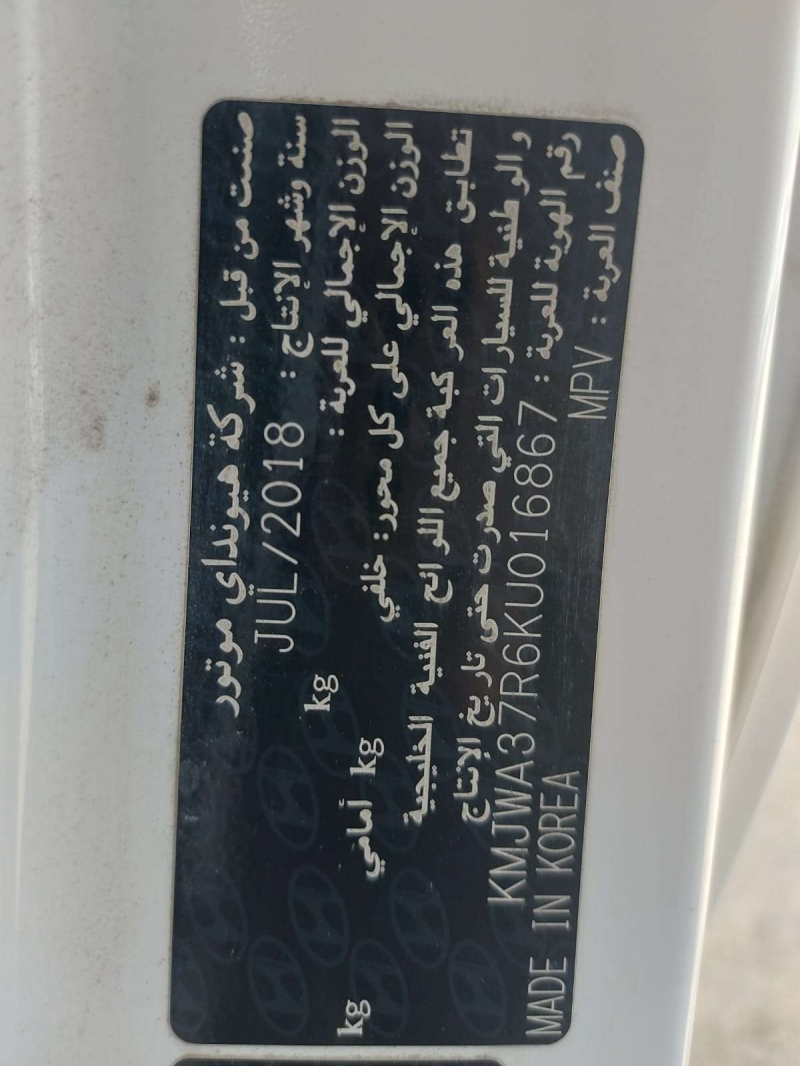 صنعت من قبل : شركة هيونداي موتور
سنة وشهر الإنتاج : JUL/2018
الوزن الإجمالي للعربة : kg
الوزن الإجمالي على كل محور: خلفي kg أمامي kg
تطابق هذه العركبة جميع اللوائح الفنية الخليجية
والوطنية للسيارات التي صدرت حتى تاريخ الإنتاج
رقم الهوية للعربة : KMJWA37R6KU016867
صنف العربة : MPV MADE IN KOREA